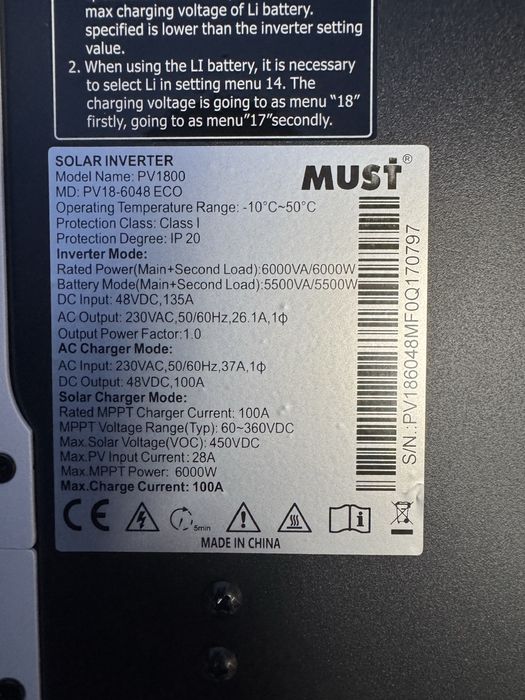 max charging voltage of Li battery.
specified is lower than the inverter setting
value.
2. When using the LI battery, it is necessary
to select Li in setting menu 14. The
charging voltage is going to as menu "18"
firstly, going to as menu"17"secondly.
SOLAR INVERTER
Model Name: PV1800
MD: PV18-6048 ECO
MUST®
Operating Temperature Range: -10°C~50°C
Protection Class: Class I
Protection Degree: IP 20
Inverter Mode:
Rated Power(Main+Second Load):6000VA/6000W
Battery Mode(Main+Second Load):5500VA/5500W
DC Input: 48VDC,135A
AC Output: 230VAC,50/60HZ,26.1A,1ϕ
Output Power Factor:1.0
AC Charger Mode:
AC Input: 230VAC,50/60HZ,37A,1ϕ
DC Output: 48VDC,100A
Solar Charger Mode:
Rated MPPT Charger Current: 100A
MPPT Voltage Range(Typ): 60~360VDC
Max.Solar Voltage(VOC): 450VDC
Max.PV Input Current: 28A
Max.MPPT Power: 6000W
Max.Charge Current: 100A
S/N.:PV186048MF0Q170797
CE
5min
MADE IN CHINA